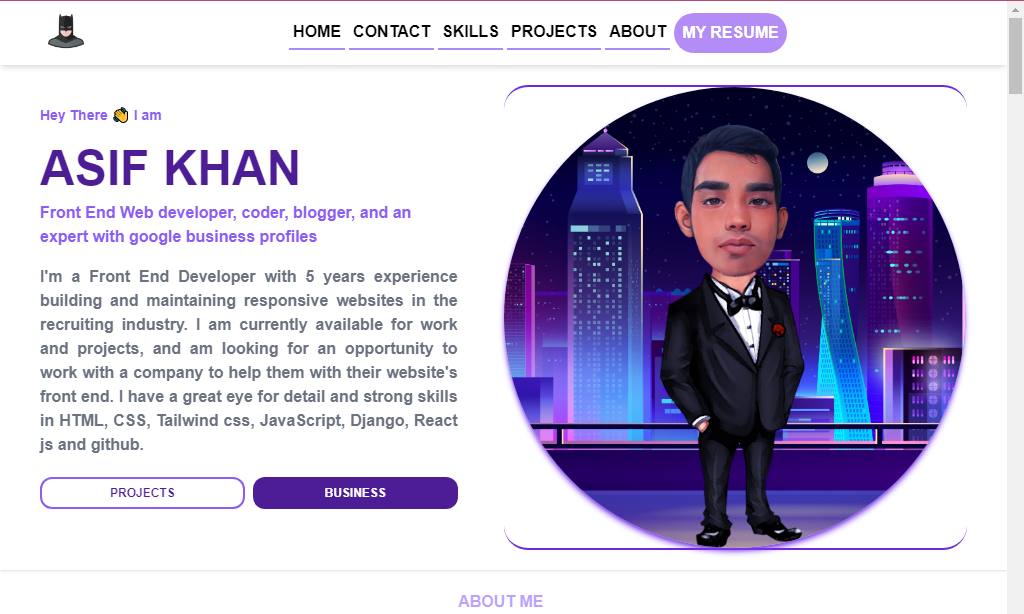 HOME CONTACT SKILLS PROJECTS ABOUT MY RESUME
Hey There 👏 I am
ASIF KHAN
Front End Web developer, coder, blogger, and an
expert with google business profiles
I'm a Front End Developer with 5 years experience
building and maintaining responsive websites in the
recruiting industry. I am currently available for work
and projects, and am looking for an opportunity to
work with a company to help them with their website's
front end. I have a great eye for detail and strong skills
in HTML, CSS, Tailwind css, JavaScript, Django, React
js and github.
PROJECTS BUSINESS
ABOUT ME